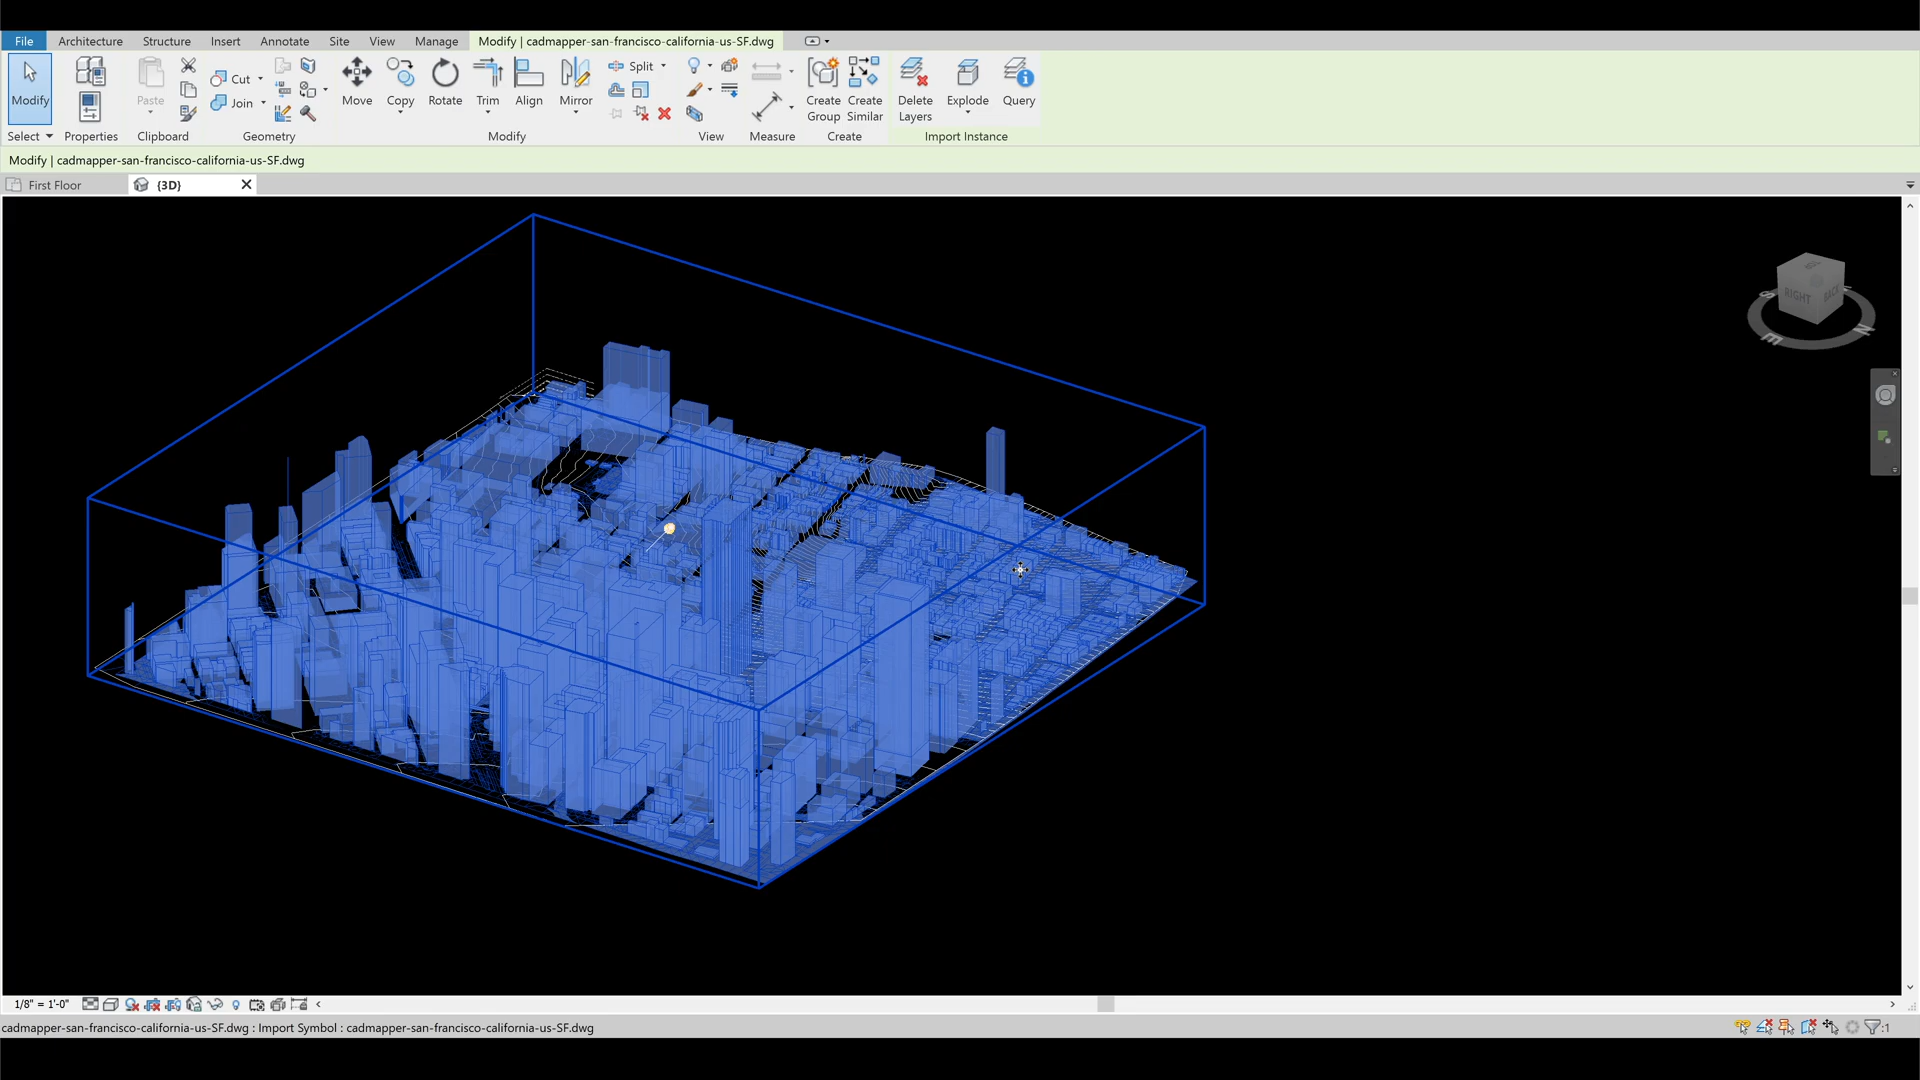 File Architecture Structure Insert Annotate Site View Manage Modify | cadmapper-san-francisco-california-us-SF.dwg
Modify Paste Cut Join Move Copy Rotate Trim Align Mirror Split Create Group Create Similar Delete Layers Explode Query
Select Properties Clipboard Geometry Modify View Measure Create Import Instance
Modify | cadmapper-san-francisco-california-us-SF.dwg
First Floor {3D}
RIGHT BACK
S E N
1/8" = 1'-0"
cadmapper-san-francisco-california-us-SF.dwg : Import Symbol : cadmapper-san-francisco-california-us-SF.dwg
:1